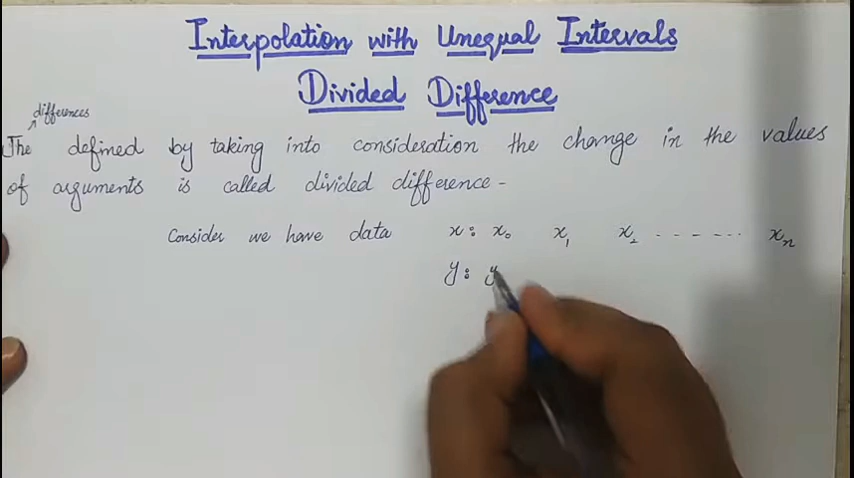 Interpolation with Unequal Intervals
Divided Difference
differences
The defined by taking into consideration the change in the values
of arguments is called divided difference -
Consider we have data x: x₀ x₁ x₂ - - - - - - - xₙ
y: y